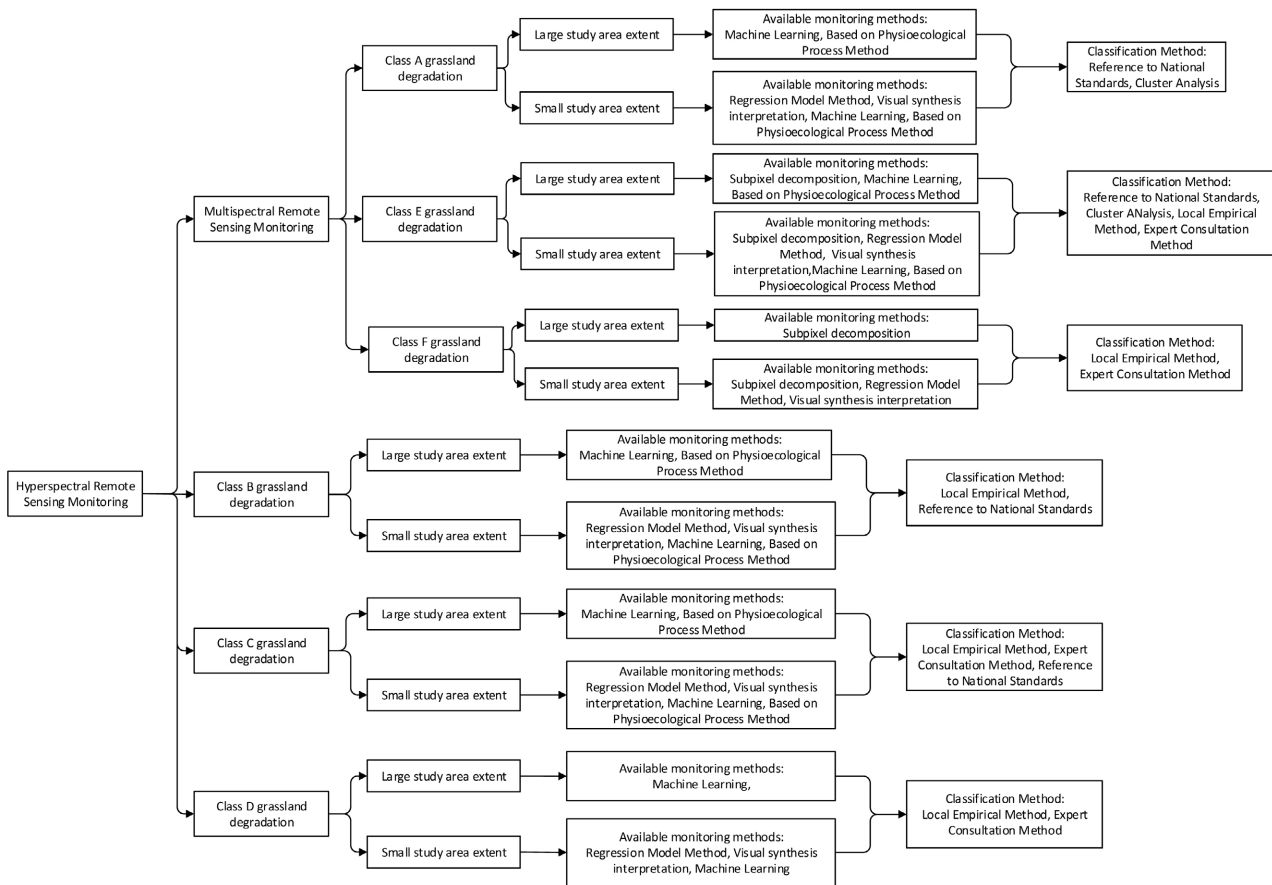 Hyperspectral Remote
Sensing Monitoring
Multispectral Remote
Sensing Monitoring
Class A grassland
degradation
Large study area extent
Available monitoring methods:
Machine Learning, Based on Physioecological
Process Method
Small study area extent
Available monitoring methods:
Regression Model Method, Visual synthesis
interpretation, Machine Learning, Based on
Physioecological Process Method
Classification Method:
Reference to National
Standards, Cluster Analysis
Class E grassland
degradation
Large study area extent
Available monitoring methods:
Subpixel decomposition, Machine Learning,
Based on Physioecological Process Method
Small study area extent
Available monitoring methods:
Subpixel decomposition, Regression Model
Method, Visual synthesis
interpretation,Machine Learning, Based on
Physioecological Process Method
Classification Method:
Reference to National Standards,
Cluster ANalysis, Local Empirical
Method, Expert Consultation
Method
Class F grassland
degradation
Large study area extent
Available monitoring methods:
Subpixel decomposition
Small study area extent
Available monitoring methods:
Subpixel decomposition, Regression Model
Method, Visual synthesis interpretation
Classification Method:
Local Empirical Method,
Expert Consultation Method
Class B grassland
degradation
Large study area extent
Available monitoring methods:
Machine Learning, Based on Physioecological
Process Method
Small study area extent
Available monitoring methods:
Regression Model Method, Visual synthesis
interpretation, Machine Learning, Based on
Physioecological Process Method
Classification Method:
Local Empirical Method,
Reference to National Standards
Class C grassland
degradation
Large study area extent
Available monitoring methods:
Machine Learning, Based on Physioecological
Process Method
Small study area extent
Available monitoring methods:
Regression Model Method, Visual synthesis
interpretation, Machine Learning, Based on
Physioecological Process Method
Classification Method:
Local Empirical Method, Expert
Consultation Method, Reference
to National Standards
Class D grassland
degradation
Large study area extent
Available monitoring methods:
Machine Learning,
Small study area extent
Available monitoring methods:
Regression Model Method, Visual synthesis
interpretation, Machine Learning
Classification Method:
Local Empirical Method, Expert
Consultation Method